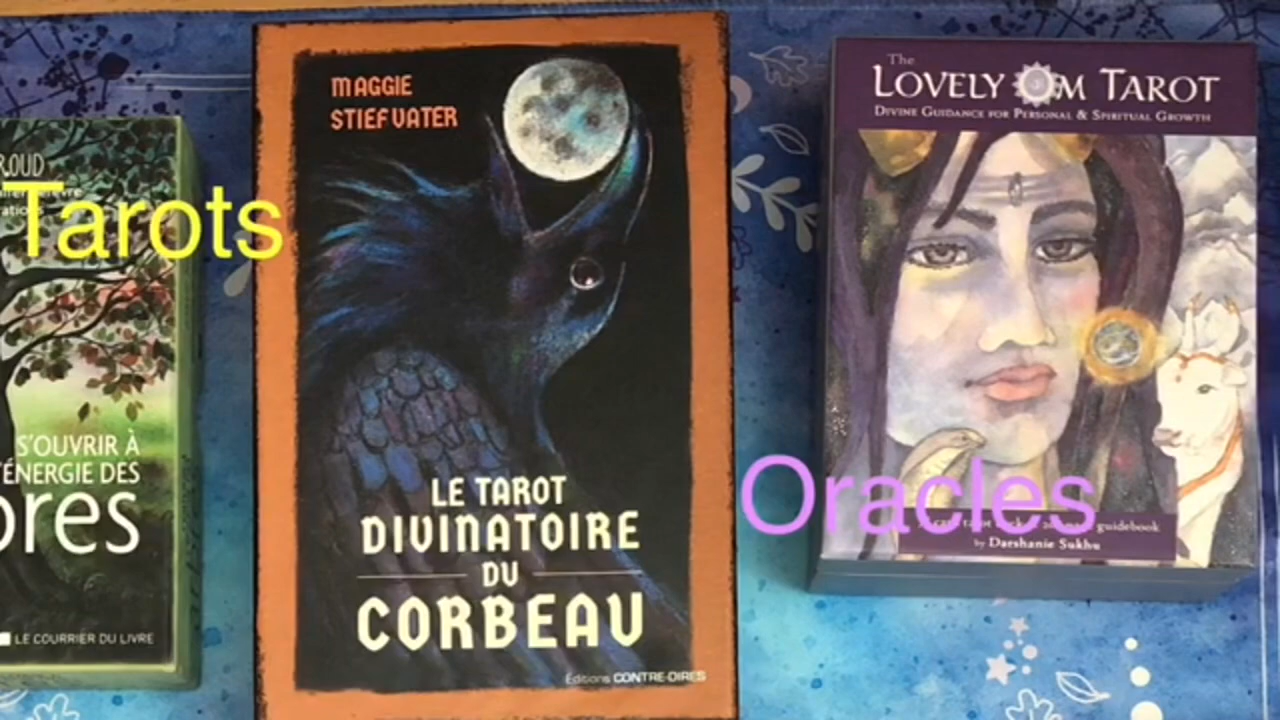 ROUD
Tarots
S'OUVRIR À
'ÉNERGIE DES
bres
LE COURRIER DU LIVRE
MAGGIE
STIEFVATER
LE TAROT
DIVINATOIRE
DU
CORBEAU
Éditions CONTRE-DIRES
The
LOVELY OM TAROT
DIVINE GUIDANCE FOR PERSONAL & SPIRITUAL GROWTH
Oracles
guidebook
by Darshanie Sukhu